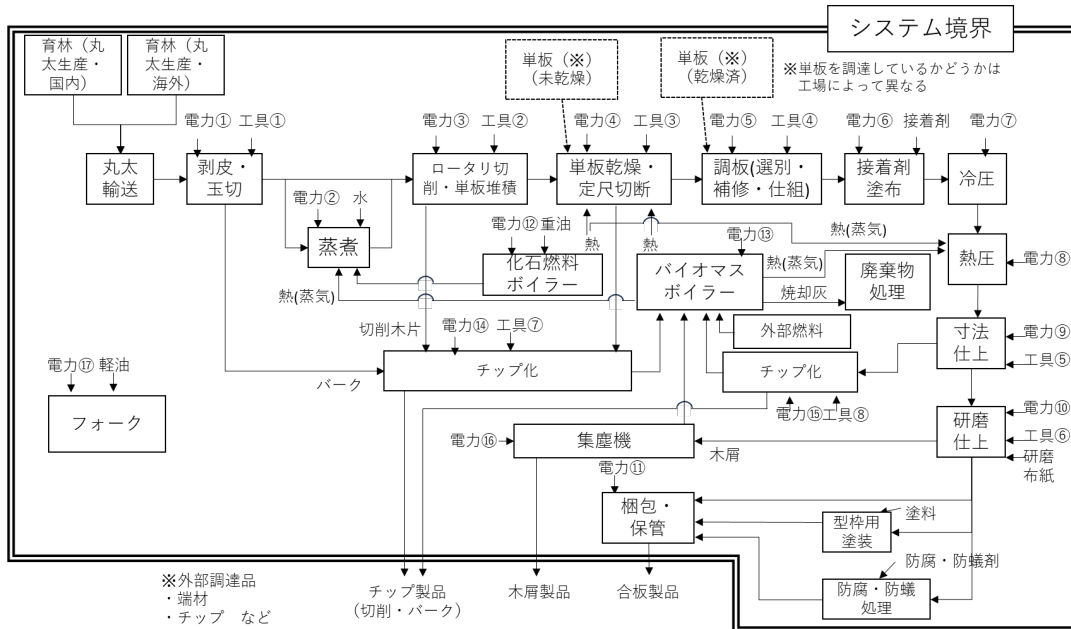 システム境界
育林（丸
太生産・
国内）
育林（丸
太生産・
海外）
単板（※）
（未乾燥）
単板（※）
（乾燥済）
※単板を調達しているかどうかは
工場によって異なる
電力①
工具①
電力③
工具②
電力④
工具③
電力⑤
工具④
電力⑥
接着剤
電力⑦
丸太
輸送
剥皮・
玉切
ロータリ切
削・単板堆積
単板乾燥・
定尺切断
調板(選別・
補修・仕組)
接着剤
塗布
冷圧
電力②
水
蒸煮
電力⑫
重油
熱
熱
電力⑬
熱(蒸気)
化石燃料
ボイラー
バイオマス
ボイラー
熱(蒸気)
廃棄物
処理
熱圧
電力⑧
熱(蒸気)
焼却灰
切削木片
電力⑭
工具⑦
外部燃料
寸法
仕上
電力⑨
工具⑤
電力⑰
軽油
バーク
チップ化
チップ化
フォーク
電力⑮
工具⑧
電力⑩
研磨
仕上
工具⑥
研磨
布紙
電力⑯
集塵機
木屑
電力⑪
梱包・
保管
塗料
型枠用
塗装
防腐・防蟻剤
防腐・防蟻
処理
※外部調達品
・端材
・チップ　など
チップ製品
（切削・バーク）
木屑製品
合板製品